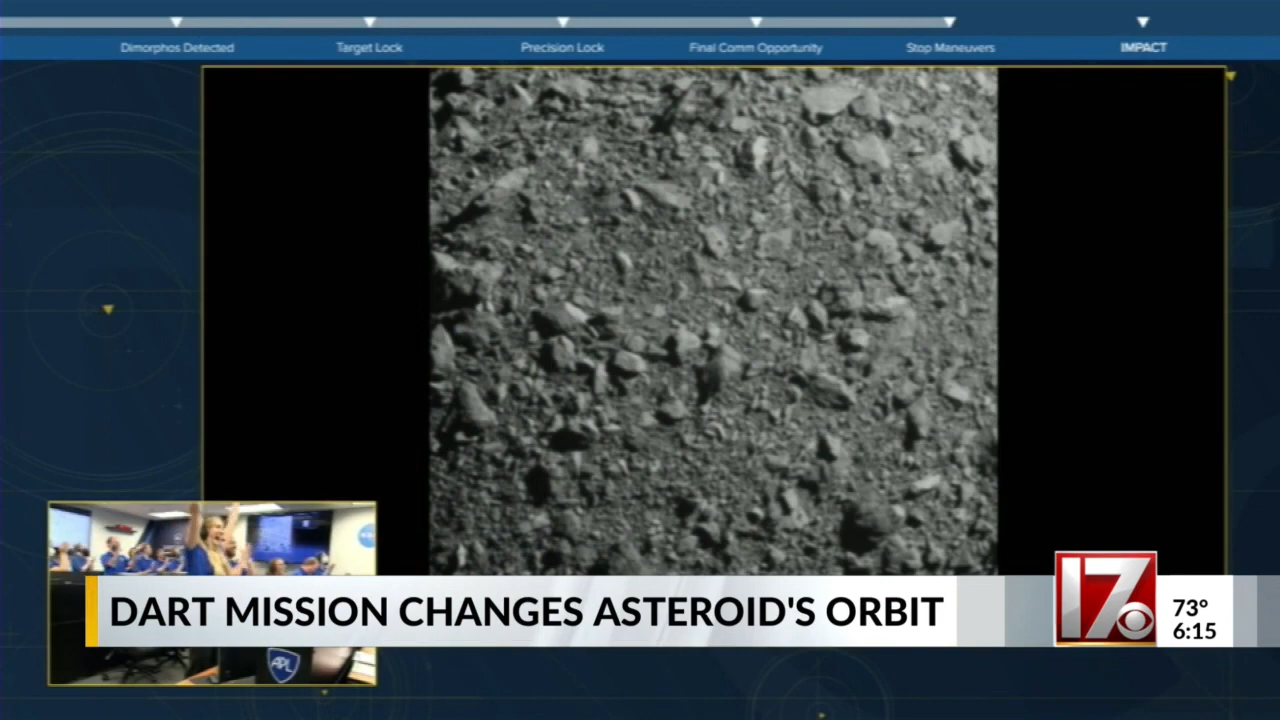 Dimorphos Detected
Target Lock
Precision Lock
Final Comm Opportunity
Stop Maneuvers
IMPACT
APL
DART MISSION CHANGES ASTEROID'S ORBIT
17
73°
6:15